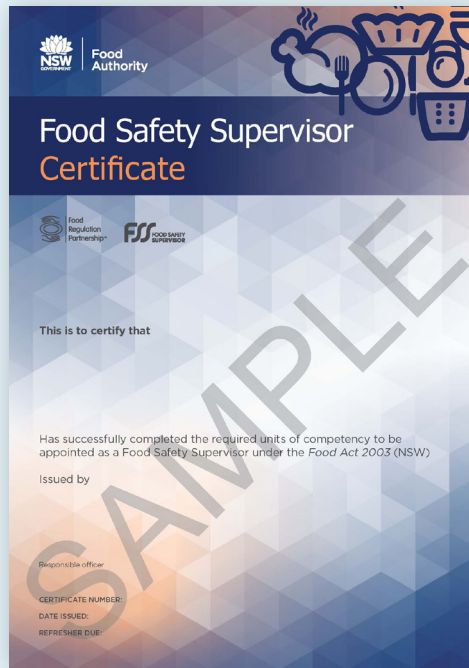 NSW
GOVERNMENT
Food
Authority
Food Safety Supervisor
Certificate
Food
Regulation
Partnership™
FSS FOOD SAFETY
SUPERVISOR
SAMPLE
This is to certify that
Has successfully completed the required units of competency to be
appointed as a Food Safety Supervisor under the Food Act 2003 (NSW)
Issued by
Responsible officer
CERTIFICATE NUMBER:
DATE ISSUED:
REFRESHER DUE: